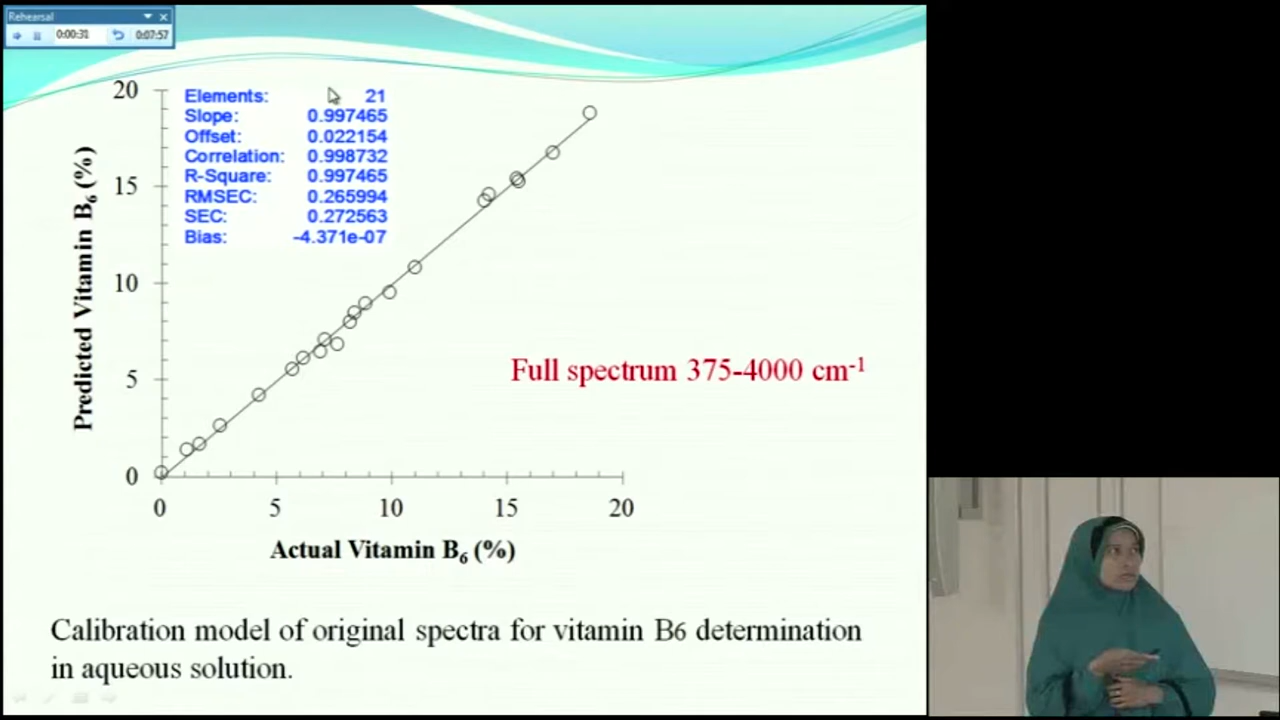 Rehearsal
0:00:31
0:07:57
Elements: 21
Slope: 0.997465
Offset: 0.022154
Correlation: 0.998732
R-Square: 0.997465
RMSEC: 0.265994
SEC: 0.272563
Bias: -4.371e-07
20
15
10
5
0
Predicted Vitamin B₆ (%)
Full spectrum 375-4000 cm⁻¹
0 5 10 15 20
Actual Vitamin B₆ (%)
Calibration model of original spectra for vitamin B6 determination
in aqueous solution.